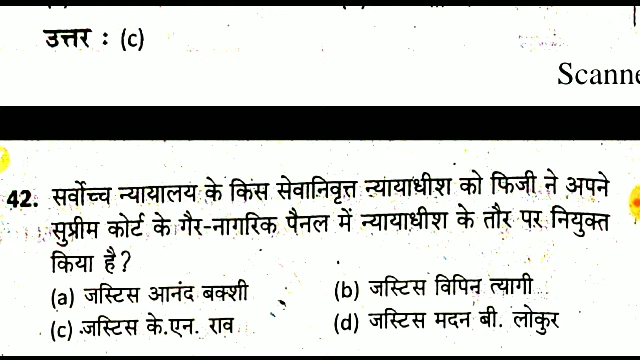 उत्तर : (c)
Scanne
42. सर्वोच्च न्यायालय के किस सेवानिवृत्त न्यायाधीश को फिजी ने अपने
सुप्रीम कोर्ट के गैर-नागरिक पैनल में न्यायाधीश के तौर पर नियुक्त
किया है?
(a) जस्टिस आनंद बक्शी (b) जस्टिस विपिन त्यागी
(c) जस्टिस के.एन. राव (d) जस्टिस मदन बी. लोकुर